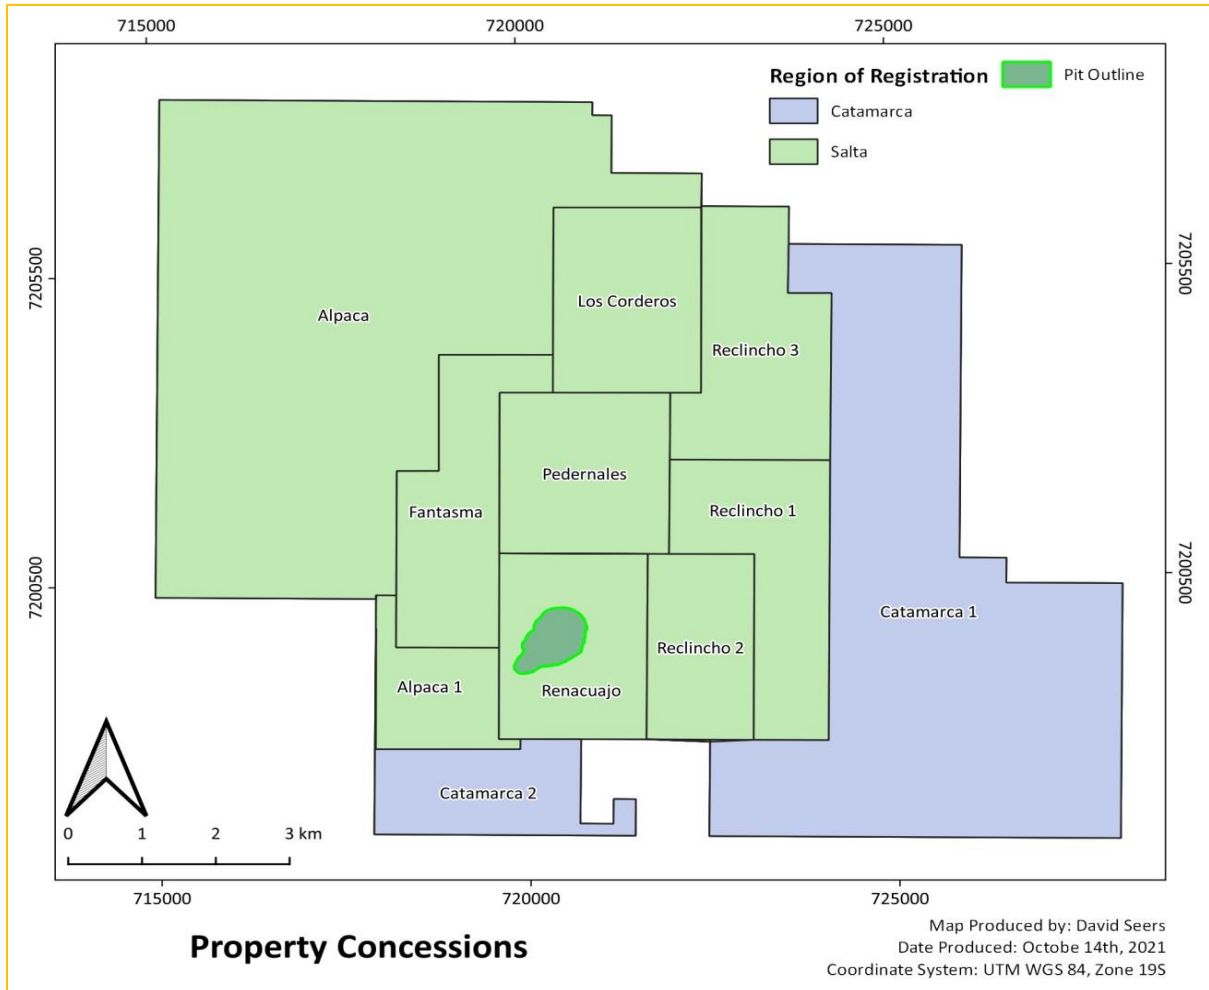 715000 720000 725000
Region of Registration
Pit Outline
Catamarca
Salta
7205500
7205500
Alpaca
Los Corderos
Reclincho 3
Pedernales
Fantasma
Reclincho 1
7200500
7200500
Catamarca 1
Reclincho 2
Alpaca 1
Renacuajo
Catamarca 2
0 1 2 3 km
715000 720000 725000
Property Concessions
Map Produced by: David Seers
Date Produced: Octobe 14th, 2021
Coordinate System: UTM WGS 84, Zone 19S